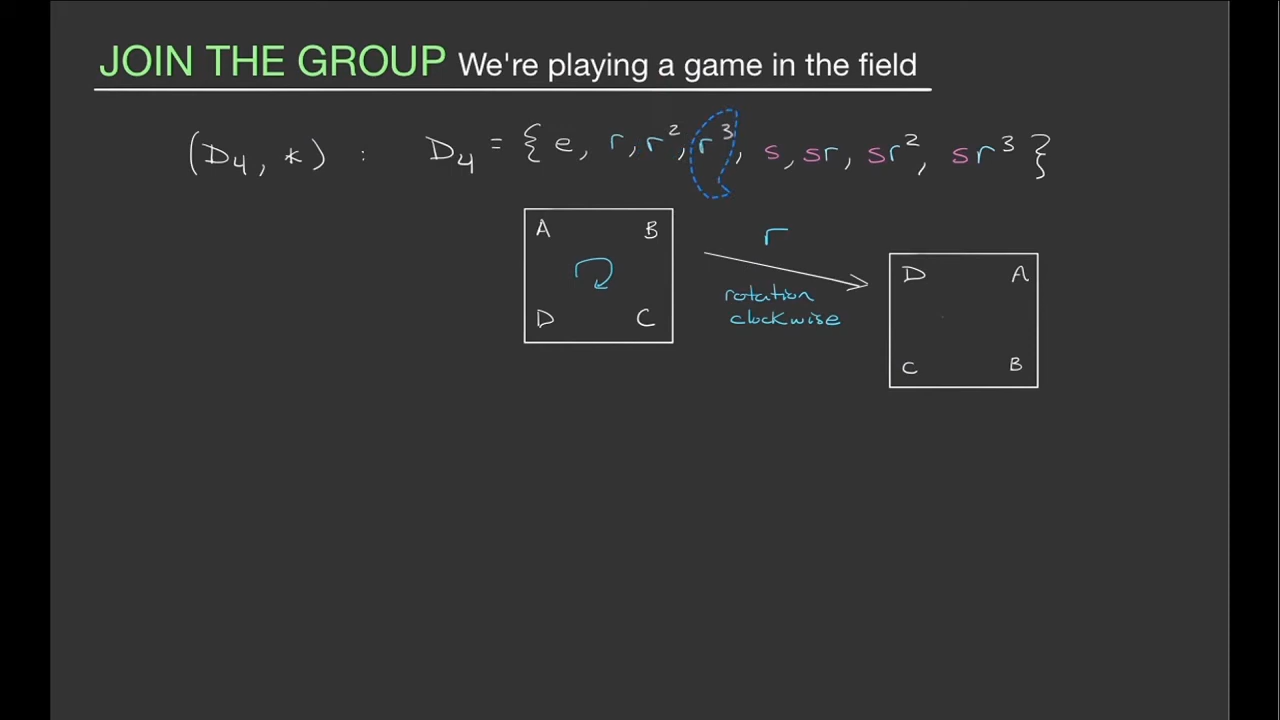 JOIN THE GROUP We're playing a game in the field
(D₄, *) : D₄ = { e, r, r², r³, s, sr, sr², sr³ }
A B
r
D A
rotation
clockwise
D C
C B